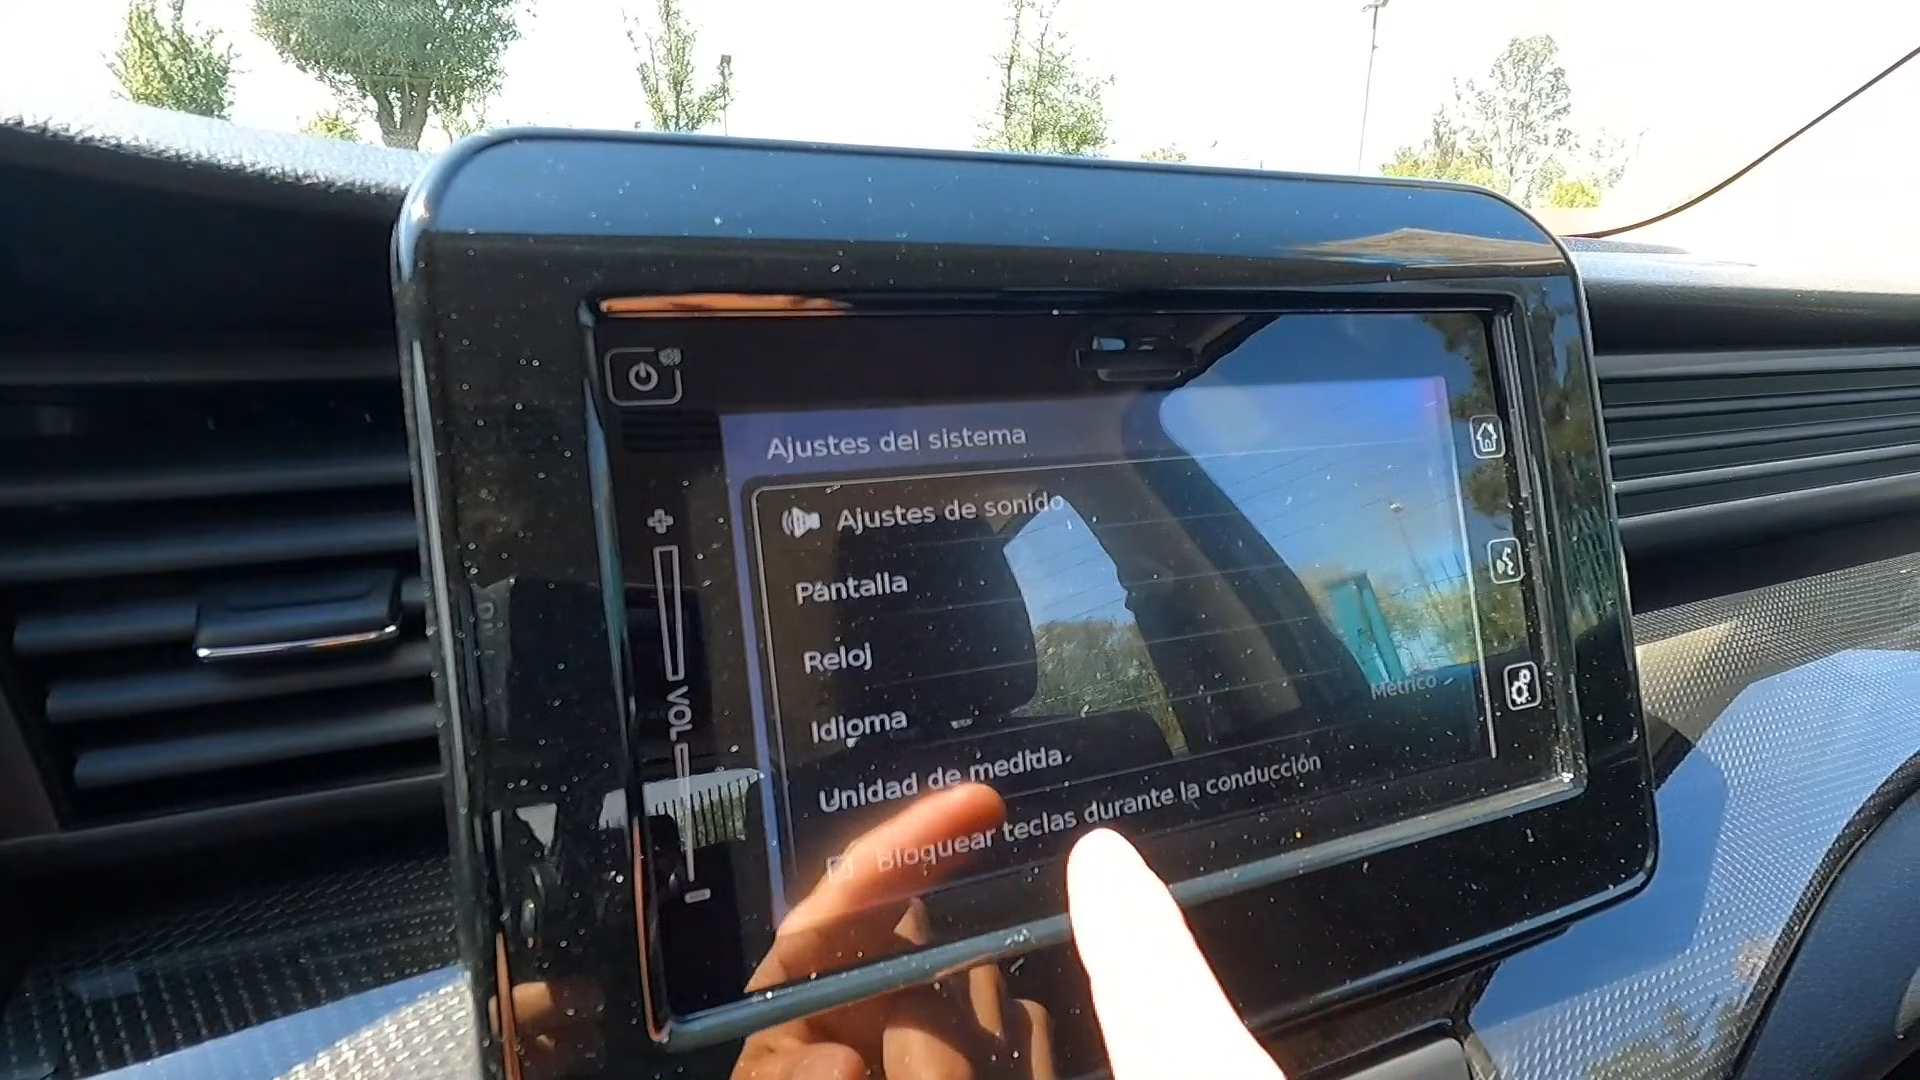 Ajustes del sistema
Ajustes de sonido
Pantalla
Reloj
Idioma
Unidad de medida
Métrico
Bloquear teclas durante la conducción
VOL